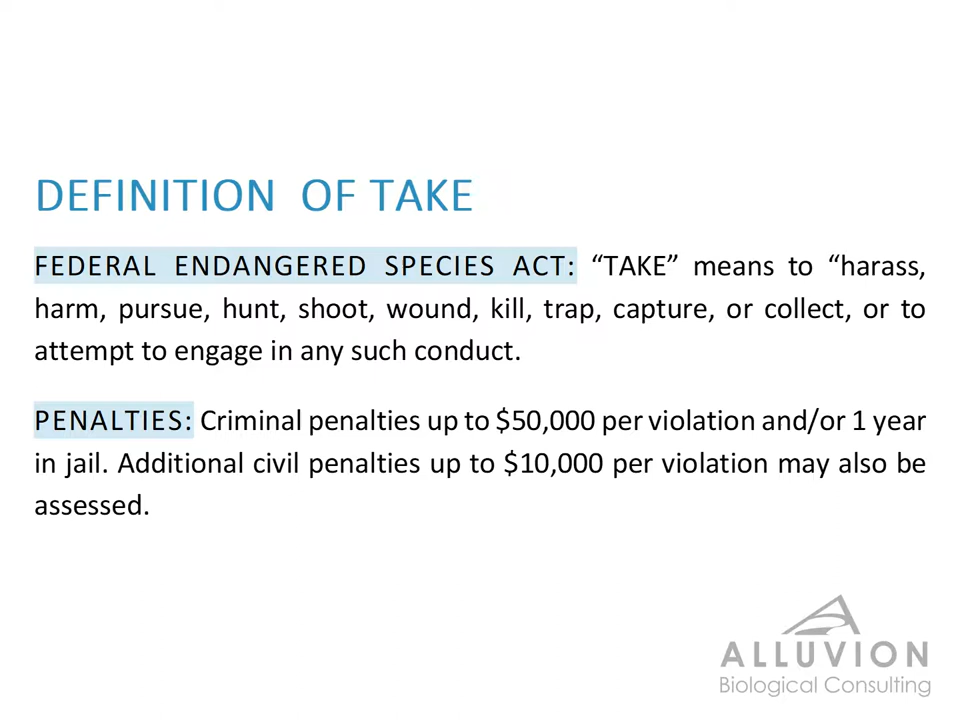 DEFINITION OF TAKE
FEDERAL ENDANGERED SPECIES ACT: “TAKE” means to “harass,
harm, pursue, hunt, shoot, wound, kill, trap, capture, or collect, or to
attempt to engage in any such conduct.
PENALTIES: Criminal penalties up to $50,000 per violation and/or 1 year
in jail. Additional civil penalties up to $10,000 per violation may also be
assessed.
ALLUVION
Biological Consulting